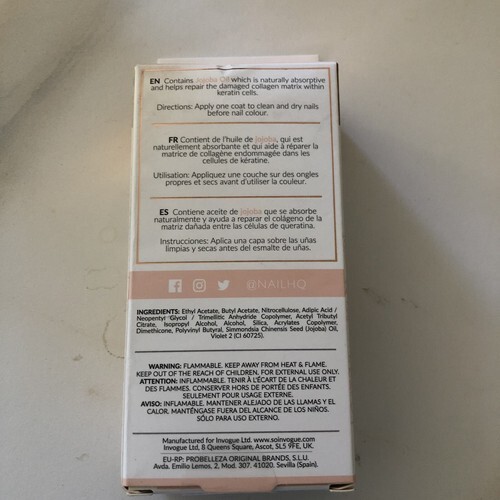 EN Contains Jojoba Oil which is naturally absorptive
and helps repair the damaged collagen matrix within
keratin cells.
Directions: Apply one coat to clean and dry nails
before nail colour.
FR Contient de l'huile de jojoba, qui est
naturellement absorbante et qui aide à réparer la
matrice de collagène endommagée dans les
cellules de kératine.
Utilisation: Appliquez une couche sur des ongles
propres et secs avant d'utiliser la couleur.
ES Contiene aceite de jojoba que se absorbe
naturalmente y ayuda a reparar el colágeno de la
matriz dañada entre las células de queratina.
Instrucciones: Aplica una capa sobre las uñas
limpias y secas antes del esmalte de uñas.
@NAILHQ
INGREDIENTS: Ethyl Acetate, Butyl Acetate, Nitrocellulose, Adipic Acid /
Neopentyl Glycol / Trimellitic Anhydride Copolymer, Acetyl Tributyl
Citrate, Isopropyl Alcohol, Alcohol, Silica, Acrylates Copolymer,
Dimethicone, Polyvinyl Butyral, Simmondsia Chinensis Seed (Jojoba) Oil,
Violet 2 (CI 60725).
WARNING: FLAMMABLE. KEEP AWAY FROM HEAT & FLAME.
KEEP OUT OF THE REACH OF CHILDREN. FOR EXTERNAL USE ONLY.
ATTENTION: INFLAMMABLE. TENIR À L'ÉCART DE LA CHALEUR ET
DES FLAMMES. CONSERVER HORS DE PORTÉE DES ENFANTS.
SEULEMENT POUR USAGE EXTERNE.
AVISO: INFLAMABLE. MANTENER ALEJADO DE LAS LLAMAS Y EL
CALOR. MANTÉNGASE FUERA DEL ALCANCE DE LOS NIÑOS.
SÓLO PARA USO EXTERNO.
Manufactured for Invogue Ltd. www.soinvogue.com
Invogue Ltd, 8 Queens Square, Ascot, SL5 9FE, UK.
EU-RP: PROBELLEZA ORIGINAL BRANDS, S.L.U.
Avda. Emilio Lemos, 2, Mod. 307. 41020. Sevilla (Spain).